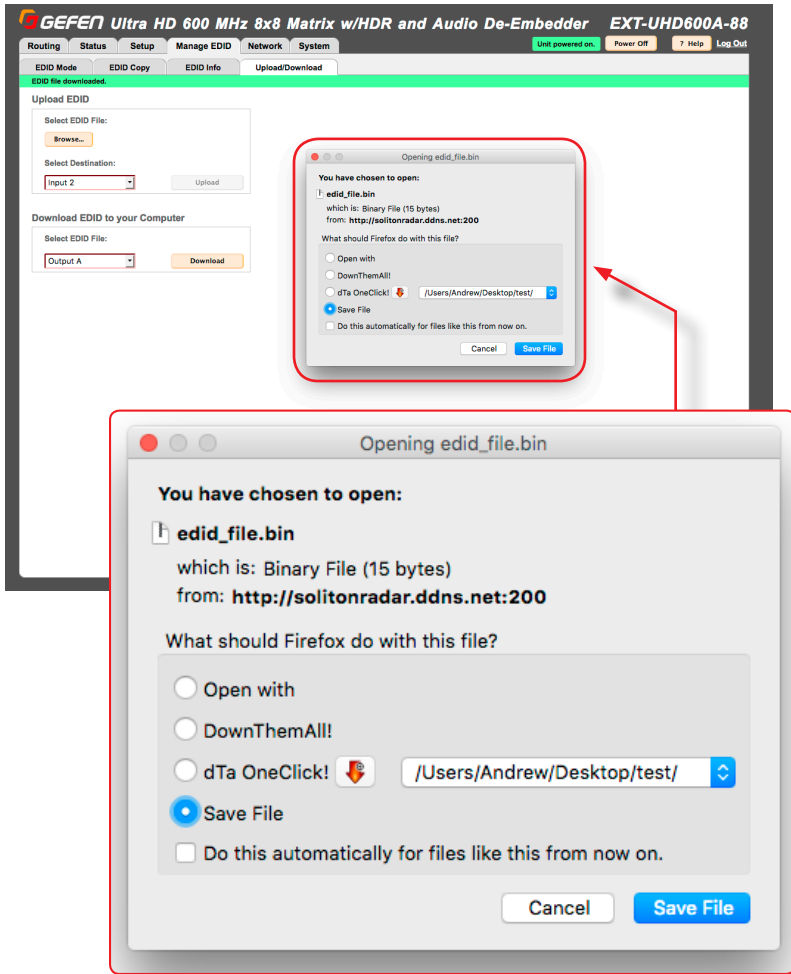 GEFEN Ultra HD 600 MHz 8x8 Matrix w/HDR and Audio De-Embedder EXT-UHD600A-88
Routing Status Setup Manage EDID Network System Unit powered on. Power Off ? Help Log Out
EDID Mode EDID Copy EDID Info Upload/Download
EDID file downloaded.
Upload EDID
Select EDID File:
Browse...
Select Destination:
Input 2 Upload
Download EDID to your Computer
Select EDID File:
Output A Download
Opening edid_file.bin
You have chosen to open:
edid_file.bin
which is: Binary File (15 bytes)
from: http://solitonradar.ddns.net:200
What should Firefox do with this file?
Open with
DownThemAll!
dTa OneClick! /Users/Andrew/Desktop/test/
Save File
Do this automatically for files like this from now on.
Cancel Save File
Opening edid_file.bin
You have chosen to open:
edid_file.bin
which is: Binary File (15 bytes)
from: http://solitonradar.ddns.net:200
What should Firefox do with this file?
Open with
DownThemAll!
dTa OneClick! /Users/Andrew/Desktop/test/
Save File
Do this automatically for files like this from now on.
Cancel Save File